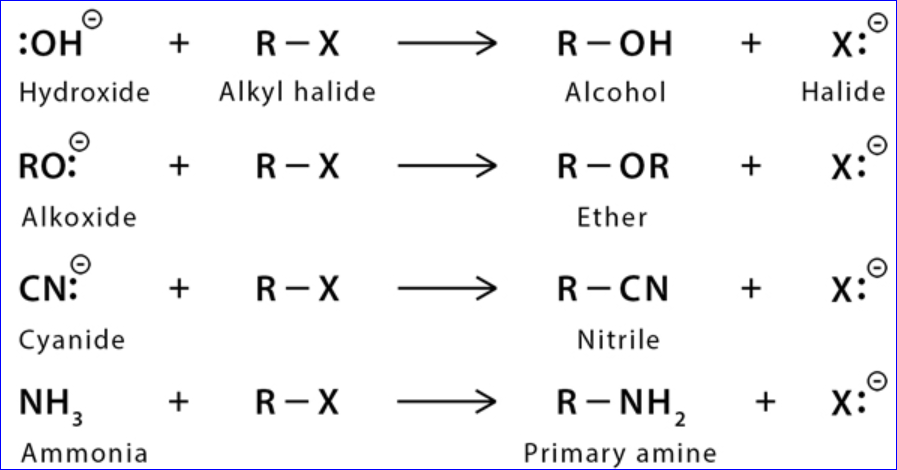 :OH⊖ + R – X ⟶ R – OH + X:⊖
Hydroxide Alkyl halide Alcohol Halide
RO:⊖ + R – X ⟶ R – OR + X:⊖
Alkoxide Ether
CN:⊖ + R – X ⟶ R – CN + X:⊖
Cyanide Nitrile
NH₃ + R – X ⟶ R – NH₂ + X:⊖
Ammonia Primary amine